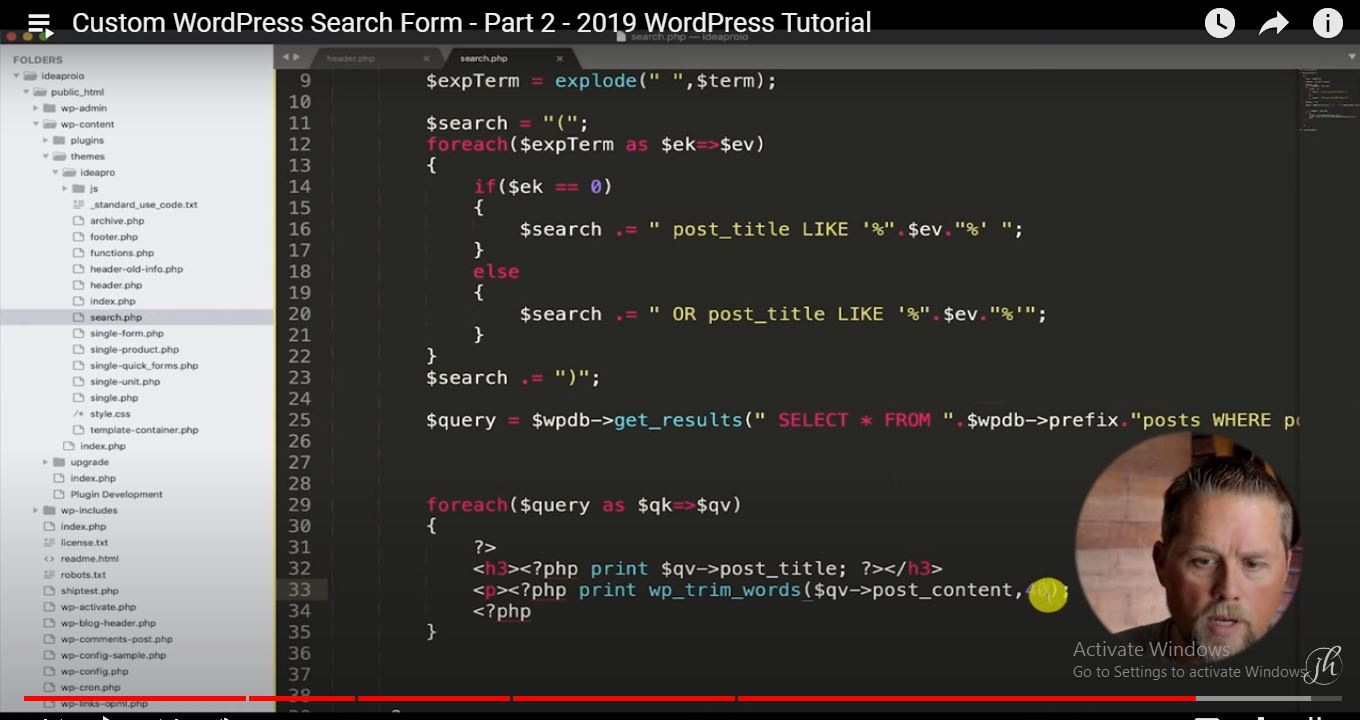 Custom WordPress Search Form - Part 2 - 2019 WordPress Tutorial
search.php — ideaproio
FOLDERS
ideaproio
public_html
wp-admin
wp-content
plugins
themes
ideapro
js
_standard_use_code.txt
archive.php
footer.php
functions.php
header-old-info.php
header.php
index.php
search.php
single-form.php
single-product.php
single-quick_forms.php
single-unit.php
single.php
style.css
template-container.php
index.php
upgrade
index.php
Plugin Development
wp-includes
index.php
license.txt
readme.html
robots.txt
shiptest.php
wp-activate.php
wp-blog-header.php
wp-comments-post.php
wp-config-sample.php
wp-config.php
wp-cron.php
wp-links-opml.php
header.php
search.php
9 $expTerm = explode(" ",$term);
10
11 $search = "(";
12 foreach($expTerm as $ek=>$ev)
13 {
14 if($ek == 0)
15 {
16 $search .= " post_title LIKE '%".$ev."%' ";
17 }
18 else
19 {
20 $search .= " OR post_title LIKE '%".$ev."%'";
21 }
22 }
23 $search .= ")";
24
25 $query = $wpdb->get_results(" SELECT * FROM ".$wpdb->prefix."posts WHERE
26
27
28
29 foreach($query as $qk=>$qv)
30 {
31 ?>
32 <h3><?php print $qv->post_title; ?></h3>
33 <p><?php print wp_trim_words($qv->post_content,40);
34 <?php
35 }
36
37
38
Activate Windows
Go to Settings to activate Windows.
jh